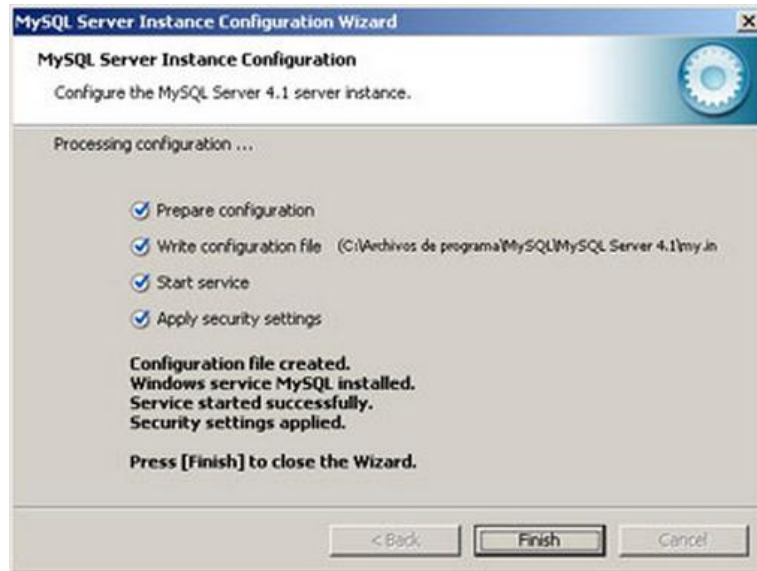 MySQL Server Instance Configuration Wizard
MySQL Server Instance Configuration
Configure the MySQL Server 4.1 server instance.
Processing configuration ...
Prepare configuration
Write configuration file (C:\Archivos de programa\MySQL\MySQL Server 4.1\my.in
Start service
Apply security settings
Configuration file created.
Windows service MySQL installed.
Service started successfully.
Security settings applied.
Press [Finish] to close the Wizard.
< Back Finish Cancel